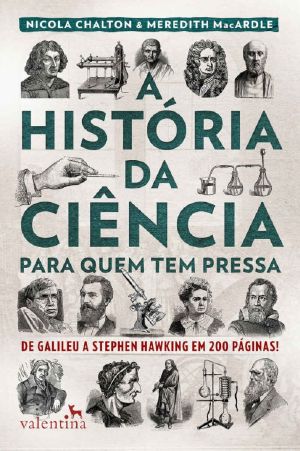 NICOLA CHALTON & MEREDITH MacARDLE
A
HISTÓRIA
DA
CIÊNCIA
PARA QUEM TEM PRESSA
DE GALILEU A STEPHEN HAWKING EM 200 PÁGINAS!
valentina